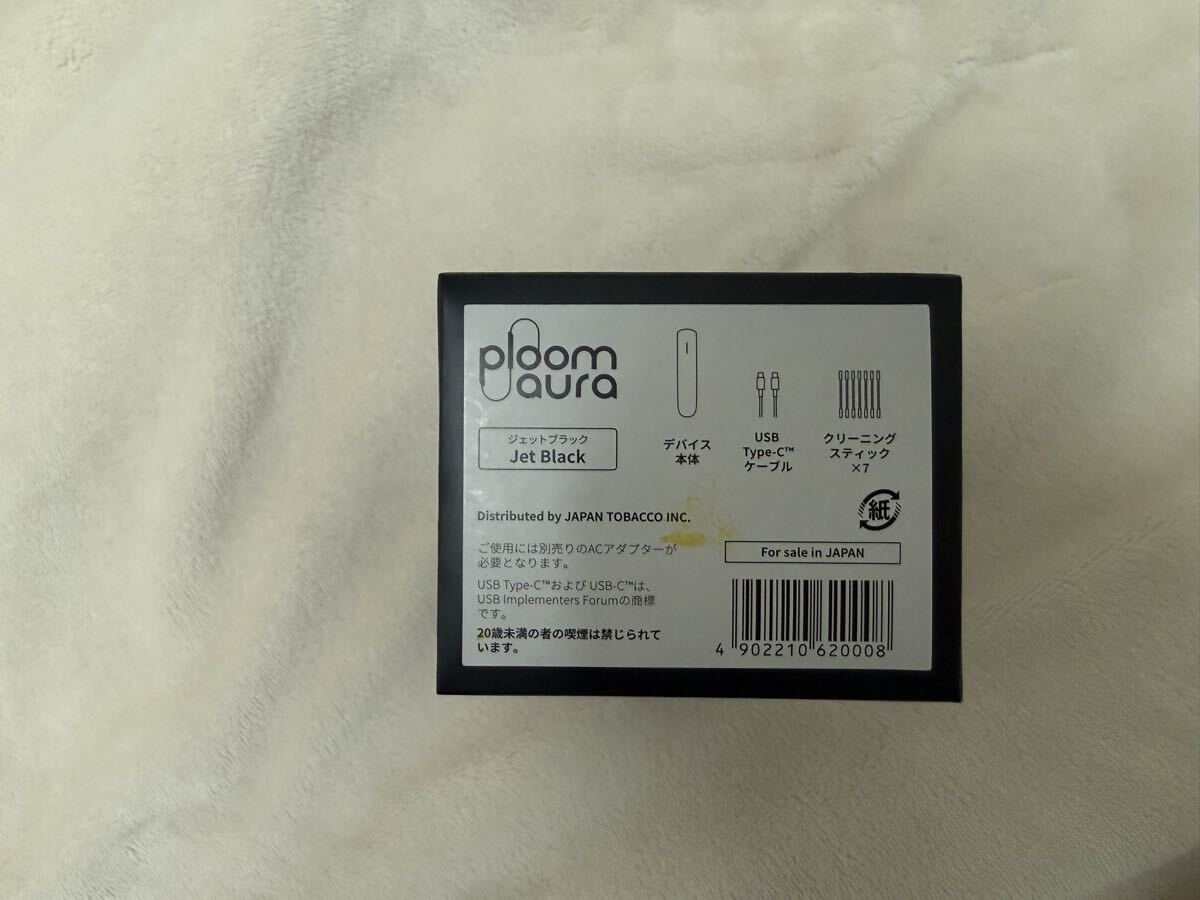 ploom
aura
ジェットブラック
Jet Black
デバイス
本体
USB
Type-C™
ケーブル
クリーニング
スティック
×7
紙
Distributed by JAPAN TOBACCO INC.
For sale in JAPAN
ご使用には別売りのACアダプターが
必要となります。
USB Type-C™および USB-C™は、
USB Implementers Forumの商標
です。
20歳未満の者の喫煙は禁じられて
います。
4 902210 620008